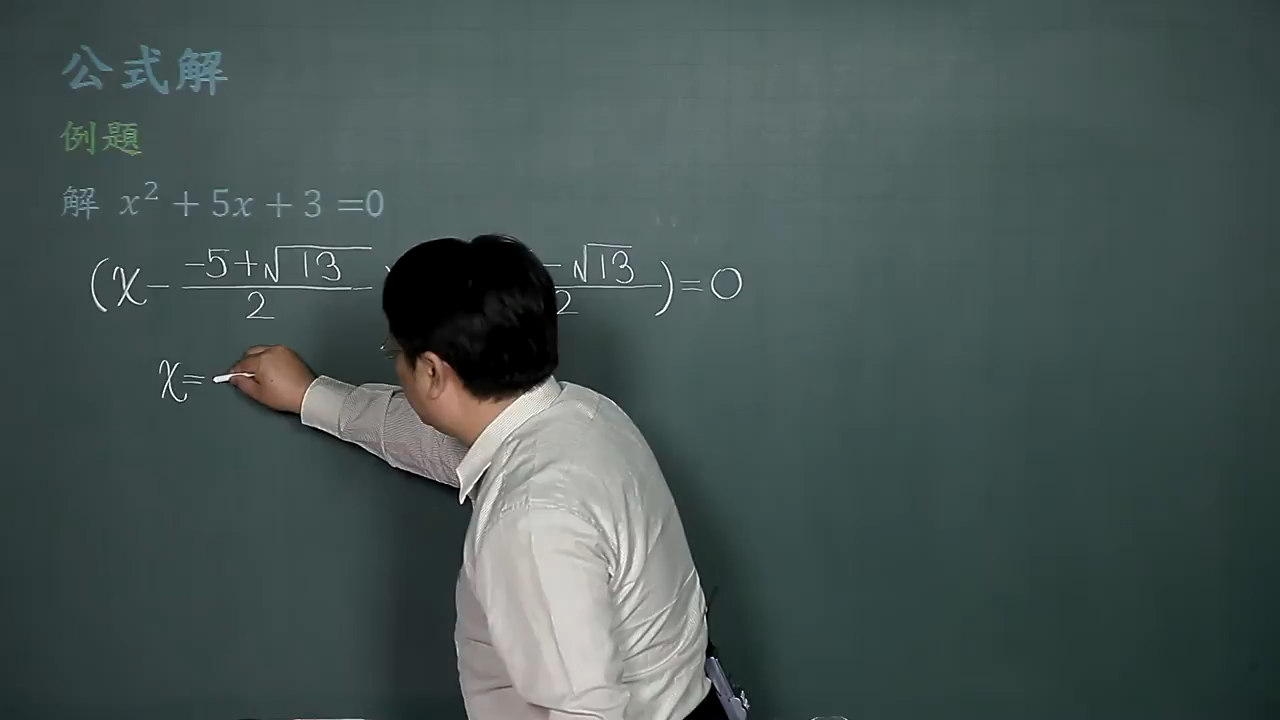 公式解
例題
解 x² + 5x + 3 =0
(x - (-5+√13)/2 - √13/2) = 0
x =